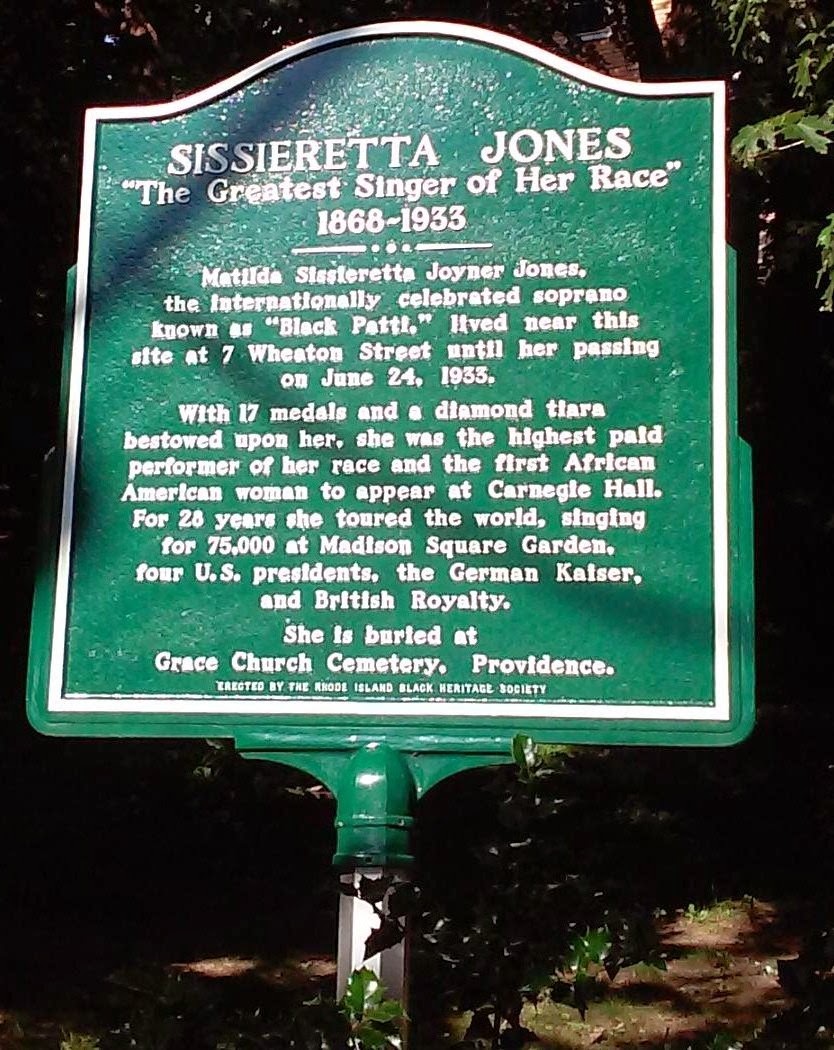 SISSIERETTA JONES
"The Greatest Singer of Her Race"
1868~1933
Matilda Sissieretta Joyner Jones,
the internationally celebrated soprano
known as "Black Patti," lived near this
site at 7 Wheaton Street until her passing
on June 24, 1933.
With 17 medals and a diamond tiara
bestowed upon her, she was the highest paid
performer of her race and the first African
American woman to appear at Carnegie Hall.
For 28 years she toured the world, singing
for 75,000 at Madison Square Garden,
four U.S. presidents, the German Kaiser,
and British Royalty.
She is buried at
Grace Church Cemetery, Providence.
ERECTED BY THE RHODE ISLAND BLACK HERITAGE SOCIETY